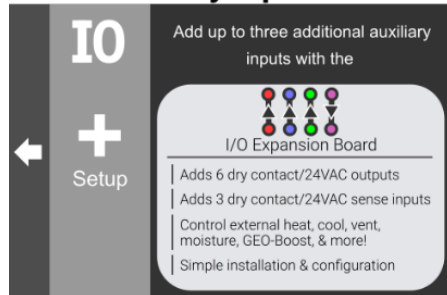 IO
Setup
Add up to three additional auxiliary
inputs with the
I/O Expansion Board
Adds 6 dry contact/24VAC outputs
Adds 3 dry contact/24VAC sense inputs
Control external heat, cool, vent,
moisture, GEO-Boost, & more!
Simple installation & configuration